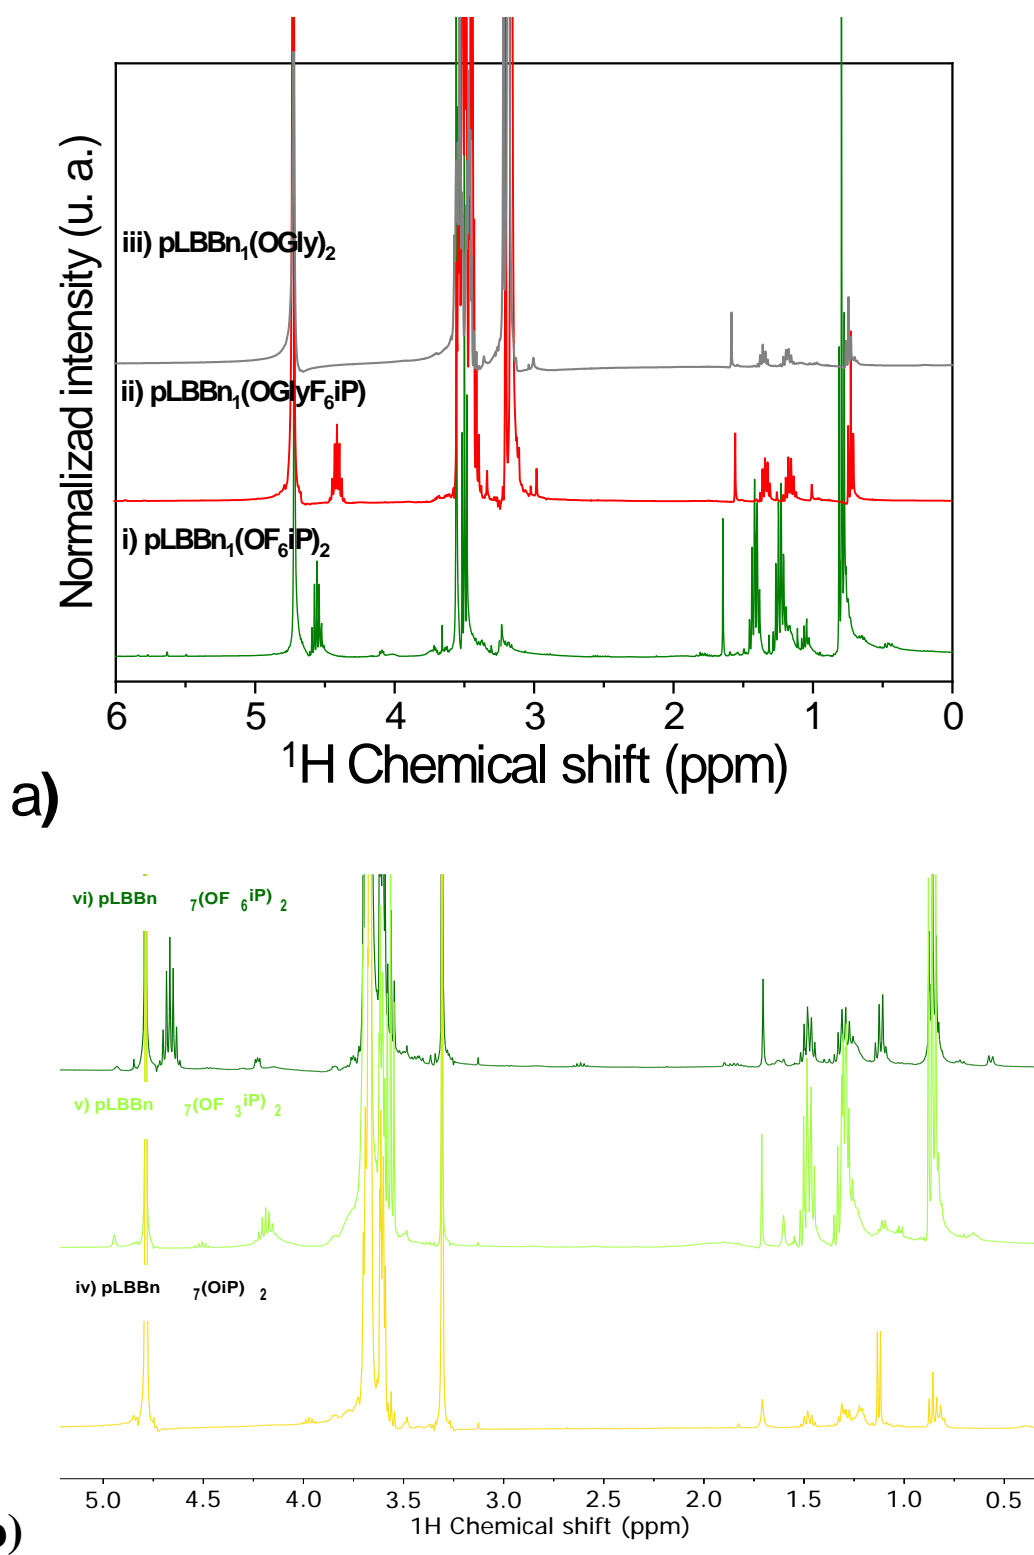 Normalizad intensity (u. a.)
iii) pLBBn1(OGly)2
ii) pLBBn1(OGlyF6iP)
i) pLBBn1(OF6iP)2
6 5 4 3 2 1 0
1H Chemical shift (ppm)
a)
vi) pLBBn 7(OF 6iP) 2
v) pLBBn 7(OF 3iP) 2
iv) pLBBn 7(OiP) 2
5.0 4.5 4.0 3.5 3.0 2.5 2.0 1.5 1.0 0.5
1H Chemical shift (ppm)
)